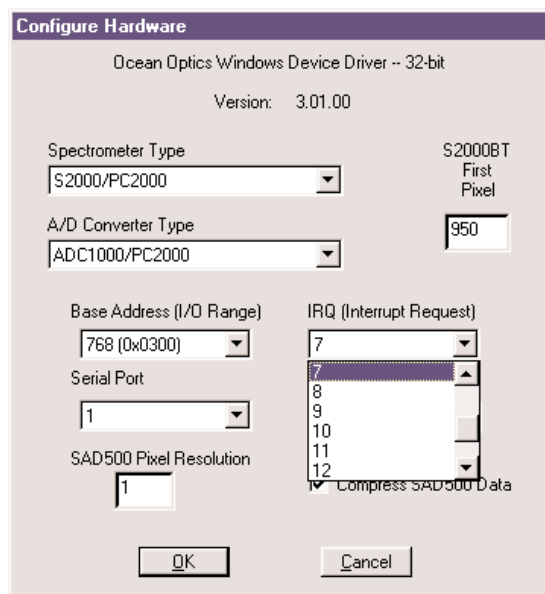 Configure Hardware
Ocean Optics Windows Device Driver -- 32-bit
Version: 3.01.00
Spectrometer Type
S2000/PC2000
S2000BT
First
Pixel
950
A/D Converter Type
ADC1000/PC2000
Base Address (I/O Range)
768 (0x0300)
IRQ (Interrupt Request)
7
7
8
9
10
11
12
Serial Port
1
SAD500 Pixel Resolution
1
Compress SAD500 Data
OK
Cancel